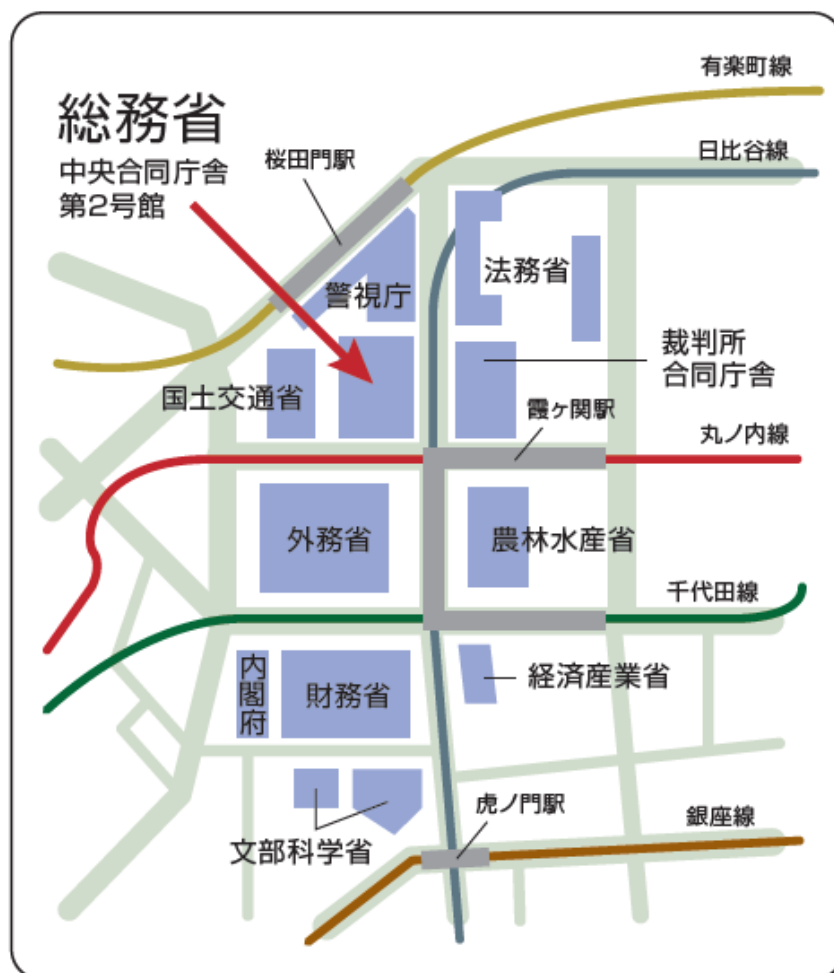 有楽町線
総務省
中央合同庁舎
第2号館
桜田門駅
日比谷線
警視庁
法務省
裁判所
合同庁舎
国土交通省
霞ヶ関駅
丸ノ内線
外務省
農林水産省
千代田線
内閣府
財務省
経済産業省
文部科学省
虎ノ門駅
銀座線